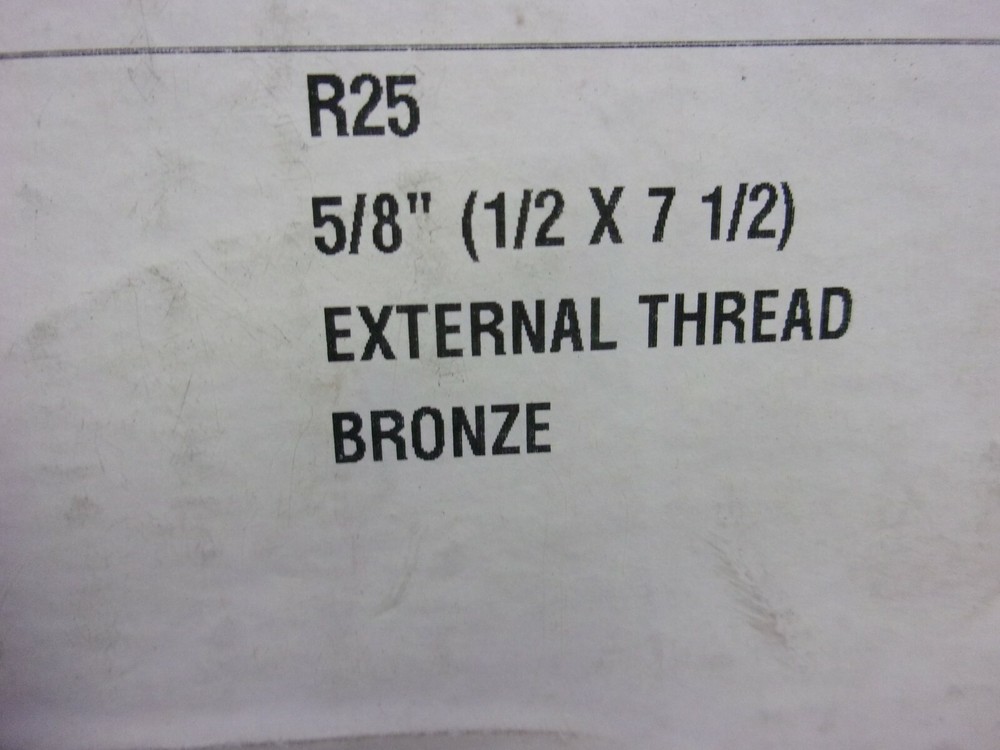 R25
5/8" (1/2 X 7 1/2)
EXTERNAL THREAD
BRONZE